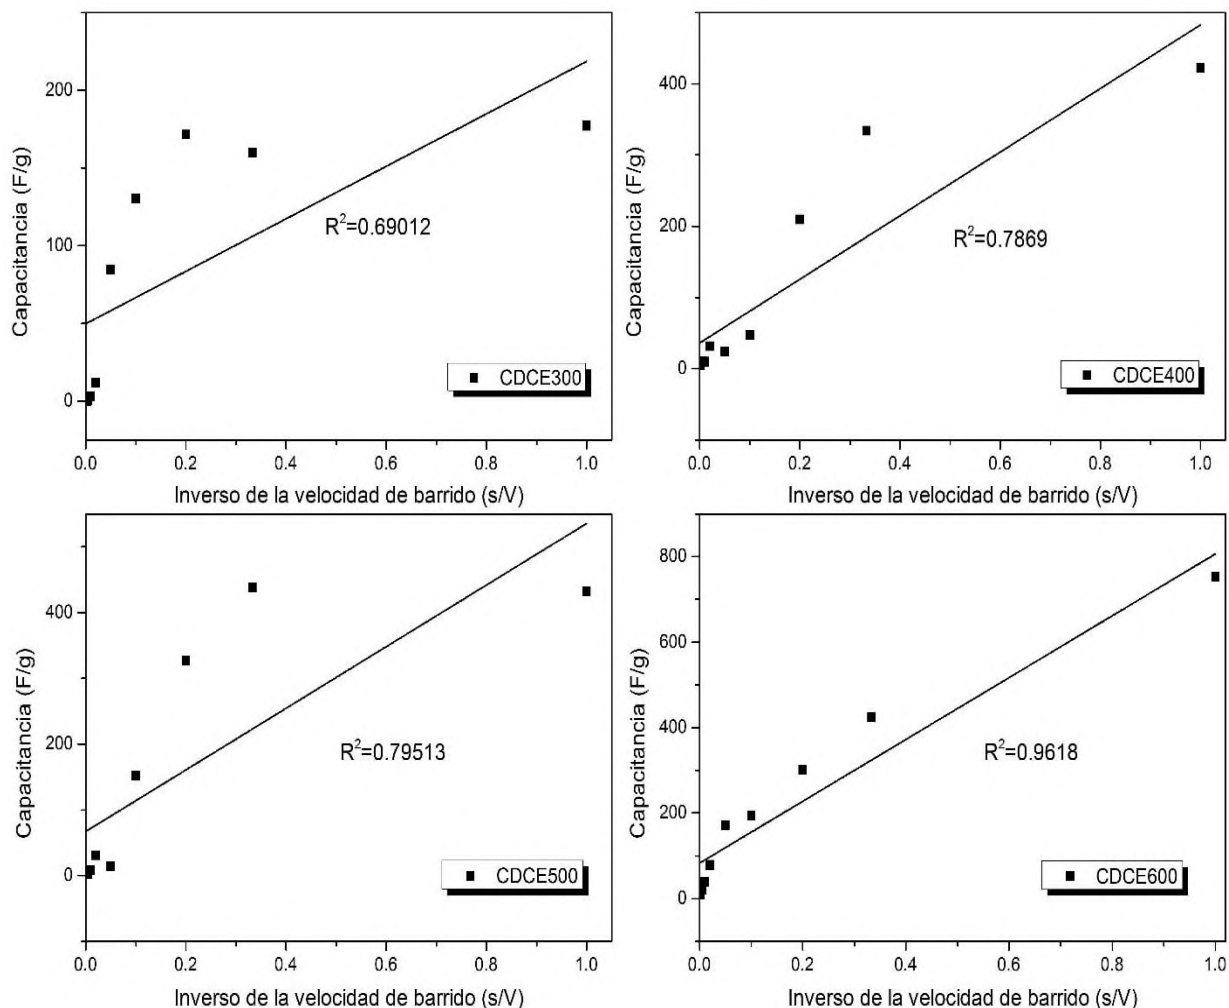 Capacitancia (F/g)
200
100
0
R²=0.69012
CDCE300
0.0 0.2 0.4 0.6 0.8 1.0
Inverso de la velocidad de barrido (s/V)
Capacitancia (F/g)
400
200
0
R²=0.7869
CDCE400
0.0 0.2 0.4 0.6 0.8 1.0
Inverso de la velocidad de barrido (s/V)
Capacitancia (F/g)
400
200
0
R²=0.79513
CDCE500
0.0 0.2 0.4 0.6 0.8 1.0
Inverso de la velocidad de barrido (s/V)
Capacitancia (F/g)
800
600
400
200
0
R²=0.9618
CDCE600
0.0 0.2 0.4 0.6 0.8 1.0
Inverso de la velocidad de barrido (s/V)